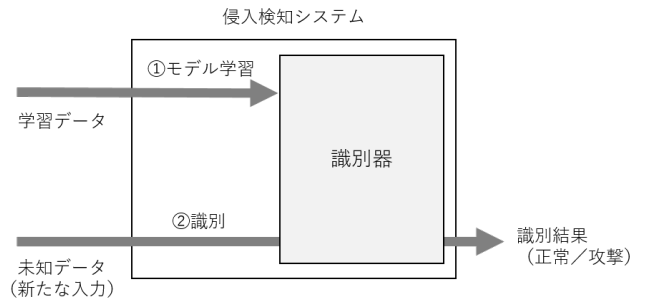 侵入検知システム
①モデル学習
学習データ
識別器
②識別
未知データ
（新たな入力）
識別結果
（正常／攻撃）